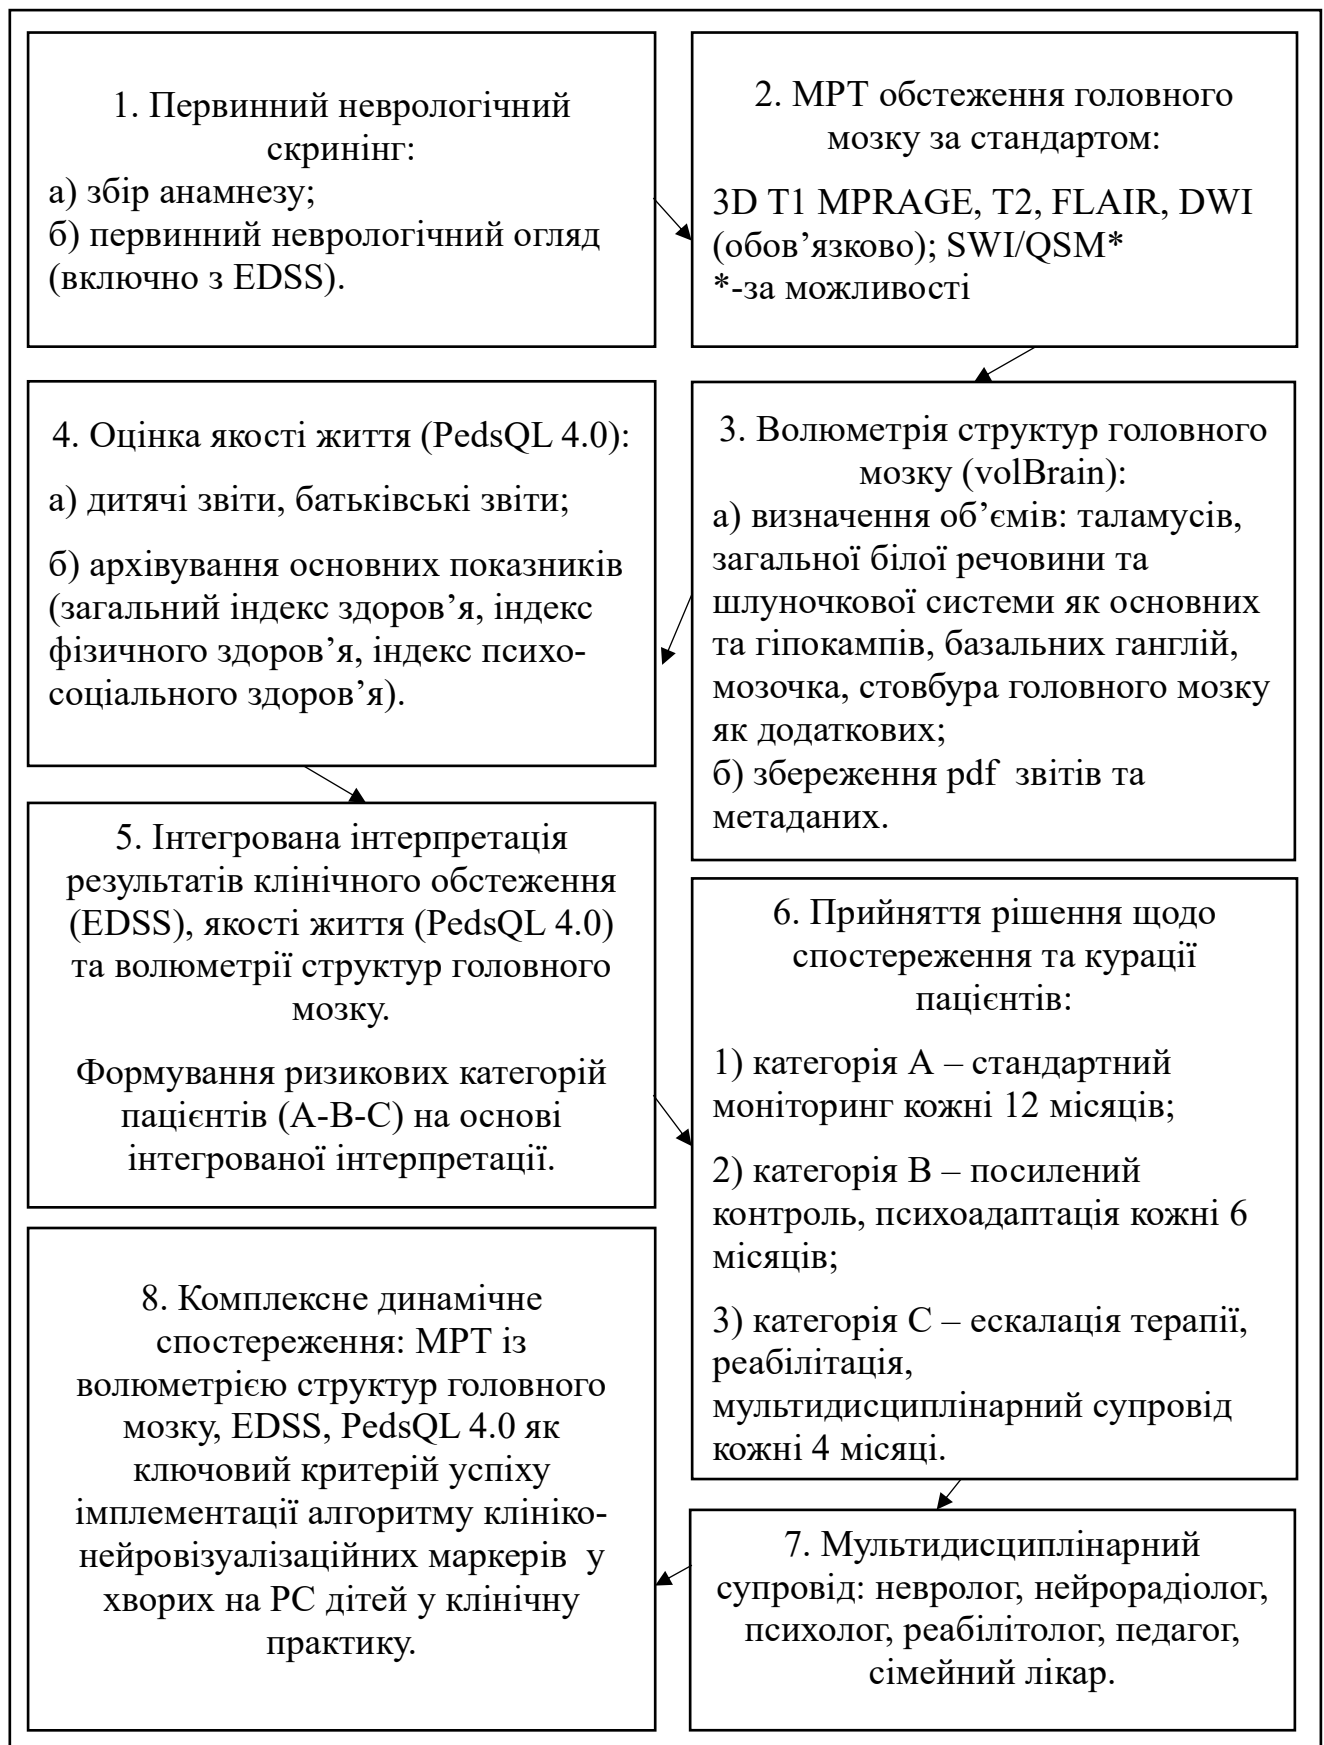 1. Первинний неврологічний
скринінг:
а) збір анамнезу;
б) первинний неврологічний огляд
(включно з EDSS).
2. МРТ обстеження головного
мозку за стандартом:
3D T1 MPRAGE, T2, FLAIR, DWI
(обов’язково); SWI/QSM*
*-за можливості
3. Волюметрія структур головного
мозку (volBrain):
а) визначення об’ємів: таламусів,
загальної білої речовини та
шлуночкової системи як основних
та гіпокампів, базальних ганглій,
мозочка, стовбура головного мозку
як додаткових;
б) збереження pdf звітів та
метаданих.
4. Оцінка якості життя (PedsQL 4.0):
а) дитячі звіти, батьківські звіти;
б) архівування основних показників
(загальний індекс здоров’я, індекс
фізичного здоров’я, індекс психо-
соціального здоров’я).
5. Інтегрована інтерпретація
результатів клінічного обстеження
(EDSS), якості життя (PedsQL 4.0)
та волюметрії структур головного
мозку.
Формування ризикових категорій
пацієнтів (А-В-С) на основі
інтегрованої інтерпретації.
6. Прийняття рішення щодо
спостереження та курації
пацієнтів:
1) категорія А – стандартний
моніторинг кожні 12 місяців;
2) категорія В – посилений
контроль, психоадаптація кожні 6
місяців;
3) категорія С – ескалація терапії,
реабілітація,
мультидисциплінарний супровід
кожні 4 місяці.
7. Мультидисциплінарний
супровід: невролог, нейрорадіолог,
психолог, реабілітолог, педагог,
сімейний лікар.
8. Комплексне динамічне
спостереження: МРТ із
волюметрією структур головного
мозку, EDSS, PedsQL 4.0 як
ключовий критерій успіху
імплементації алгоритму клініко-
нейровізуалізаційних маркерів у
хворих на РС дітей у клінічну
практику.